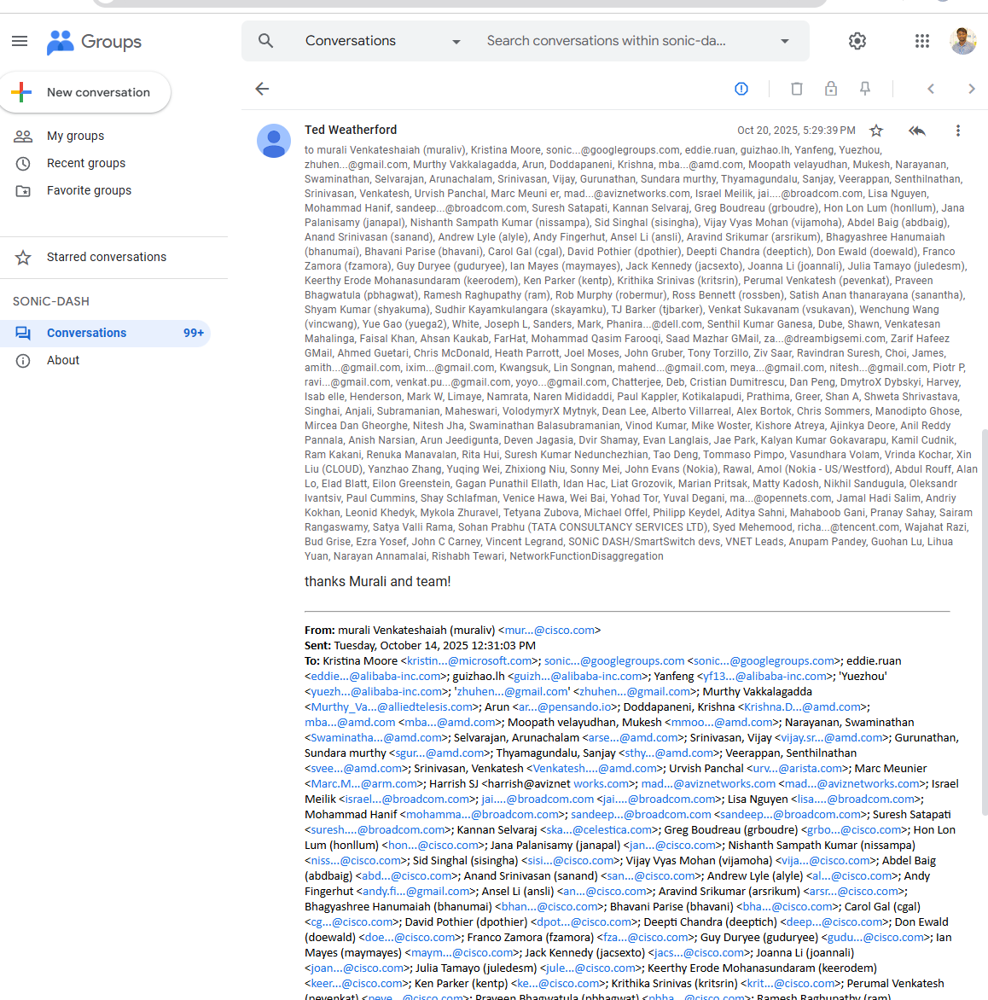 Groups
Conversations
Search conversations within sonic-da...
New conversation
My groups
Recent groups
Favorite groups
Starred conversations
SONiC-DASH
Conversations 99+
About
Ted Weatherford
Oct 20, 2025, 5:29:39 PM
to murali Venkateshaiah (muraliv), Kristina Moore, sonic...@googlegroups.com, eddie.ruan, guizhao.lh, Yanfeng, Yuezhou,
zhuhen...@gmail.com, Murthy Vakkalagadda, Arun, Doddapaneni, Krishna, mba...@amd.com, Moopath velayudhan, Mukesh, Narayanan,
Swaminathan, Selvarajan, Arunachalam, Srinivasan, Vijay, Gurunathan, Sundara murthy, Thyamagundalu, Sanjay, Veerappan, Senthilnathan,
Srinivasan, Venkatesh, Urvish Panchal, Marc Meuni er, mad...@aviznetworks.com, Israel Meilik, jai....@broadcom.com, Lisa Nguyen,
Mohammad Hanif, sandeep...@broadcom.com, Suresh Satapati, Kannan Selvaraj, Greg Boudreau (grboudre), Hon Lon Lum (honllum), Jana
Palanisamy (janapal), Nishanth Sampath Kumar (nissampa), Sid Singhal (sisingha), Vijay Vyas Mohan (vijamoha), Abdel Baig (abdbaig),
Anand Srinivasan (sanand), Andrew Lyle (alyle), Andy Fingerhut, Ansel Li (ansli), Aravind Srikumar (arsrikum), Bhagyashree Hanumaiah
(bhanumai), Bhavani Parise (bhavani), Carol Gal (cgal), David Pothier (dpothier), Deepti Chandra (deeptich), Don Ewald (doewald), Franco
Zamora (fzamora), Guy Duryee (guduryee), Ian Mayes (maymayes), Jack Kennedy (jacsexto), Joanna Li (joannali), Julia Tamayo (juledesm),
Keerthy Erode Mohanasundaram (keerodem), Ken Parker (kentp), Krithika Srinivas (kritsrin), Perumal Venkatesh (pevenkat), Praveen
Bhagwatula (pbhagwat), Ramesh Raghupathy (ram), Rob Murphy (robermur), Ross Bennett (rossben), Satish Anan thanarayana (sanantha),
Shyam Kumar (shyakuma), Sudhir Kayamkulangara (skayamku), TJ Barker (tjbarker), Venkat Sukavanam (vsukavan), Wenchung Wang
(vincwang), Yue Gao (yuega2), White, Joseph L, Sanders, Mark, Phanira...@dell.com, Senthil Kumar Ganesa, Dube, Shawn, Venkatesan
Mahalinga, Faisal Khan, Ahsan Kaukab, FarHat, Mohammad Qasim Farooqi, Saad Mazhar GMail, za...@dreambigsemi.com, Zarif Hafeez
GMail, Ahmed Guetari, Chris McDonald, Heath Parrott, Joel Moses, John Gruber, Tony Torzillo, Ziv Saar, Ravindran Suresh, Choi, James,
amith...@gmail.com, ixim...@gmail.com, Kwangsuk, Lin Songnan, mahend...@gmail.com, meya...@gmail.com, nitesh...@gmail.com, Piotr P,
ravi...@gmail.com, venkat.pu...@gmail.com, yoyo...@gmail.com, Chatterjee, Deb, Cristian Dumitrescu, Dan Peng, DmytroX Dybskyi, Harvey,
Isab elle, Henderson, Mark W, Limaye, Namrata, Naren Mididaddi, Paul Kappler, Kotikalapudi, Prathima, Greer, Shan A, Shweta Shrivastava,
Singhai, Anjali, Subramanian, Maheswari, VolodymyrX Mytnyk, Dean Lee, Alberto Villarreal, Alex Bortok, Chris Sommers, Manodipto Ghose,
Mircea Dan Gheorghe, Nitesh Jha, Swaminathan Balasubramanian, Vinod Kumar, Mike Woster, Kishore Atreya, Ajinkya Deore, Anil Reddy
Pannala, Anish Narsian, Arun Jeedigunta, Deven Jagasia, Dvir Shamay, Evan Langlais, Jae Park, Kalyan Kumar Gokavarapu, Kamil Cudnik,
Ram Kakani, Renuka Manavalan, Rita Hui, Suresh Kumar Nedunchezhian, Tao Deng, Tommaso Pimpo, Vasundhara Volam, Vrinda Kochar, Xin
Liu (CLOUD), Yanzhao Zhang, Yuqing Wei, Zhixiong Niu, Sonny Mei, John Evans (Nokia), Rawal, Amol (Nokia - US/Westford), Abdul Rouff, Alan
Lo, Elad Blatt, Eilon Greenstein, Gagan Punathil Ellath, Idan Hac, Liat Grozovik, Marian Pritsak, Matty Kadosh, Nikhil Sandugula, Oleksandr
Ivantsiv, Paul Cummins, Shay Schlafman, Venice Hawa, Wei Bai, Yohad Tor, Yuval Degani, ma...@opennets.com, Jamal Hadi Salim, Andriy
Kokhan, Leonid Khedyk, Mykola Zhuravel, Tetyana Zubova, Michael Offel, Philipp Keydel, Aditya Sahni, Mahaboob Gani, Pranay Sahay, Sairam
Rangaswamy, Satya Valli Rama, Sohan Prabhu (TATA CONSULTANCY SERVICES LTD), Syed Mehemood, richa...@tencent.com, Wajahat Razi,
Bud Grise, Ezra Yosef, John C Carney, Vincent Legrand, SONiC DASH/SmartSwitch devs, VNET Leads, Anupam Pandey, Guohan Lu, Lihua
Yuan, Narayan Annamalai, Rishabh Tewari, NetworkFunctionDisaggregation
thanks Murali and team!
From: murali Venkateshaiah (muraliv) <mur...@cisco.com>
Sent: Tuesday, October 14, 2025 12:31:03 PM
To: Kristina Moore <kristin...@microsoft.com>; sonic...@googlegroups.com <sonic...@googlegroups.com>; eddie.ruan
<eddie...@alibaba-inc.com>; guizhao.lh <guizh...@alibaba-inc.com>; Yanfeng <yf13...@alibaba-inc.com>; 'Yuezhou'
<yuezh...@alibaba-inc.com>; 'zhuhen...@gmail.com' <zhuhen...@gmail.com>; Murthy Vakkalagadda
<Murthy_Va...@alliedtelesis.com>; Arun <ar...@pensando.io>; Doddapaneni, Krishna <Krishna.D...@amd.com>;
mba...@amd.com <mba...@amd.com>; Moopath velayudhan, Mukesh <mmoo...@amd.com>; Narayanan, Swaminathan
<Swaminatha...@amd.com>; Selvarajan, Arunachalam <arse...@amd.com>; Srinivasan, Vijay <vijay.sr...@amd.com>; Gurunathan,
Sundara murthy <sgur...@amd.com>; Thyamagundalu, Sanjay <sthy...@amd.com>; Veerappan, Senthilnathan
<svee...@amd.com>; Srinivasan, Venkatesh <Venkatesh....@amd.com>; Urvish Panchal <urv...@arista.com>; Marc Meunier
<Marc.M...@arm.com>; Harrish SJ <harrish@aviznet works.com>; mad...@aviznetworks.com <mad...@aviznetworks.com>; Israel
Meilik <israel...@broadcom.com>; jai....@broadcom.com <jai....@broadcom.com>; Lisa Nguyen <lisa....@broadcom.com>;
Mohammad Hanif <mohamma...@broadcom.com>; sandeep...@broadcom.com <sandeep...@broadcom.com>; Suresh Satapati
<suresh....@broadcom.com>; Kannan Selvaraj <ska...@celestica.com>; Greg Boudreau (grboudre) <grbo...@cisco.com>; Hon Lon
Lum (honllum) <hon...@cisco.com>; Jana Palanisamy (janapal) <jan...@cisco.com>; Nishanth Sampath Kumar (nissampa)
<niss...@cisco.com>; Sid Singhal (sisingha) <sisi...@cisco.com>; Vijay Vyas Mohan (vijamoha) <vija...@cisco.com>; Abdel Baig
(abdbaig) <abd...@cisco.com>; Anand Srinivasan (sanand) <san...@cisco.com>; Andrew Lyle (alyle) <al...@cisco.com>; Andy
Fingerhut <andy.fi...@gmail.com>; Ansel Li (ansli) <an...@cisco.com>; Aravind Srikumar (arsrikum) <arsr...@cisco.com>;
Bhagyashree Hanumaiah (bhanumai) <bhan...@cisco.com>; Bhavani Parise (bhavani) <bha...@cisco.com>; Carol Gal (cgal)
<cg...@cisco.com>; David Pothier (dpothier) <dpot...@cisco.com>; Deepti Chandra (deeptich) <deep...@cisco.com>; Don Ewald
(doewald) <doe...@cisco.com>; Franco Zamora (fzamora) <fza...@cisco.com>; Guy Duryee (guduryee) <gudu...@cisco.com>; Ian
Mayes (maymayes) <maym...@cisco.com>; Jack Kennedy (jacsexto) <jacs...@cisco.com>; Joanna Li (joannali)
<joan...@cisco.com>; Julia Tamayo (juledesm) <jule...@cisco.com>; Keerthy Erode Mohanasundaram (keerodem)
<keer...@cisco.com>; Ken Parker (kentp) <ke...@cisco.com>; Krithika Srinivas (kritsrin) <krit...@cisco.com>; Perumal Venkatesh
(pevenkat) <peve...@cisco.com>; Praveen Bhagwatula (pbhagwat) <pbha...@cisco.com>; Ramesh Raghupathy (ram)